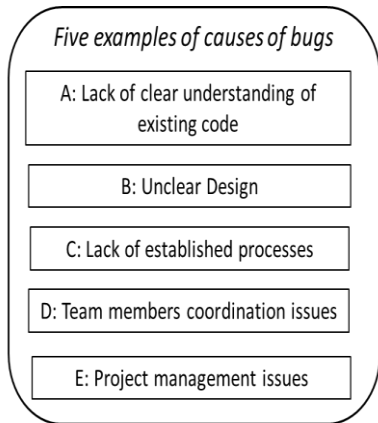 Five examples of causes of bugs
A: Lack of clear understanding of
existing code
B: Unclear Design
C: Lack of established processes
D: Team members coordination issues
E: Project management issues